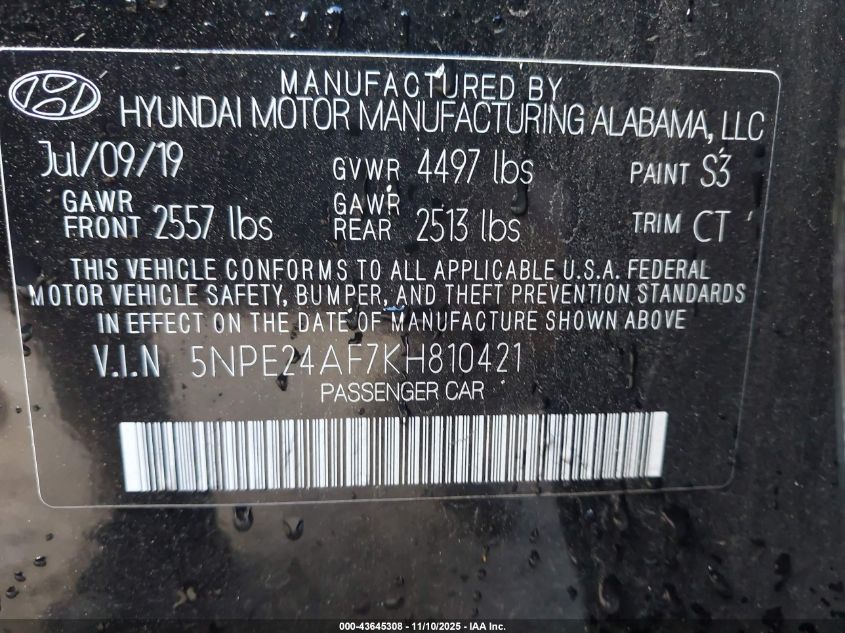 MANUFACTURED BY
HYUNDAI MOTOR MANUFACTURING ALABAMA, LLC
Jul/09/19 GVWR 4497 lbs PAINT S3
GAWR FRONT 2557 lbs GAWR REAR 2513 lbs TRIM CT
THIS VEHICLE CONFORMS TO ALL APPLICABLE U.S.A. FEDERAL
MOTOR VEHICLE SAFETY, BUMPER, AND THEFT PREVENTION STANDARDS
IN EFFECT ON THE DATE OF MANUFACTURE SHOWN ABOVE
V.I.N 5NPE24AF7KH810421
PASSENGER CAR
000-43645308 - 11/10/2025 - IAA Inc.